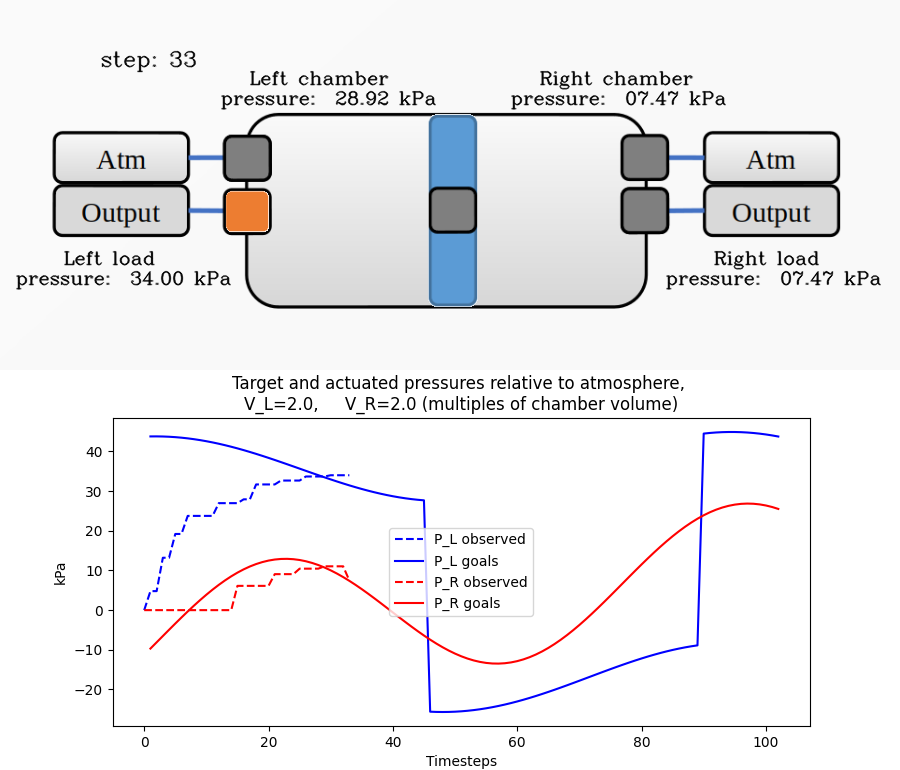 step: 33
Left chamber
pressure: 28.92 kPa
Right chamber
pressure: 07.47 kPa
Atm
Output
Atm
Output
Left load
pressure: 34.00 kPa
Right load
pressure: 07.47 kPa
Target and actuated pressures relative to atmosphere,
V_L=2.0, V_R=2.0 (multiples of chamber volume)
kPa
40
30
20
10
0
−10
−20
P_L observed
P_L goals
P_R observed
P_R goals
0 20 40 60 80 100
Timesteps